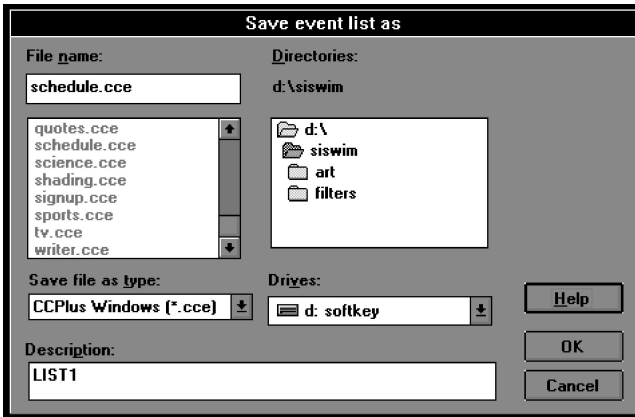 Save event list as
File name:
schedule.cce
quotes.cce
schedule.cce
science.cce
shading.cce
signup.cce
sports.cce
tv.cce
writer.cce
Directories:
d:\siswim
d:\
siswim
art
filters
Save file as type:
CCPlus Windows (*.cce)
Drives:
d: softkey
Description:
LIST1
Help
OK
Cancel